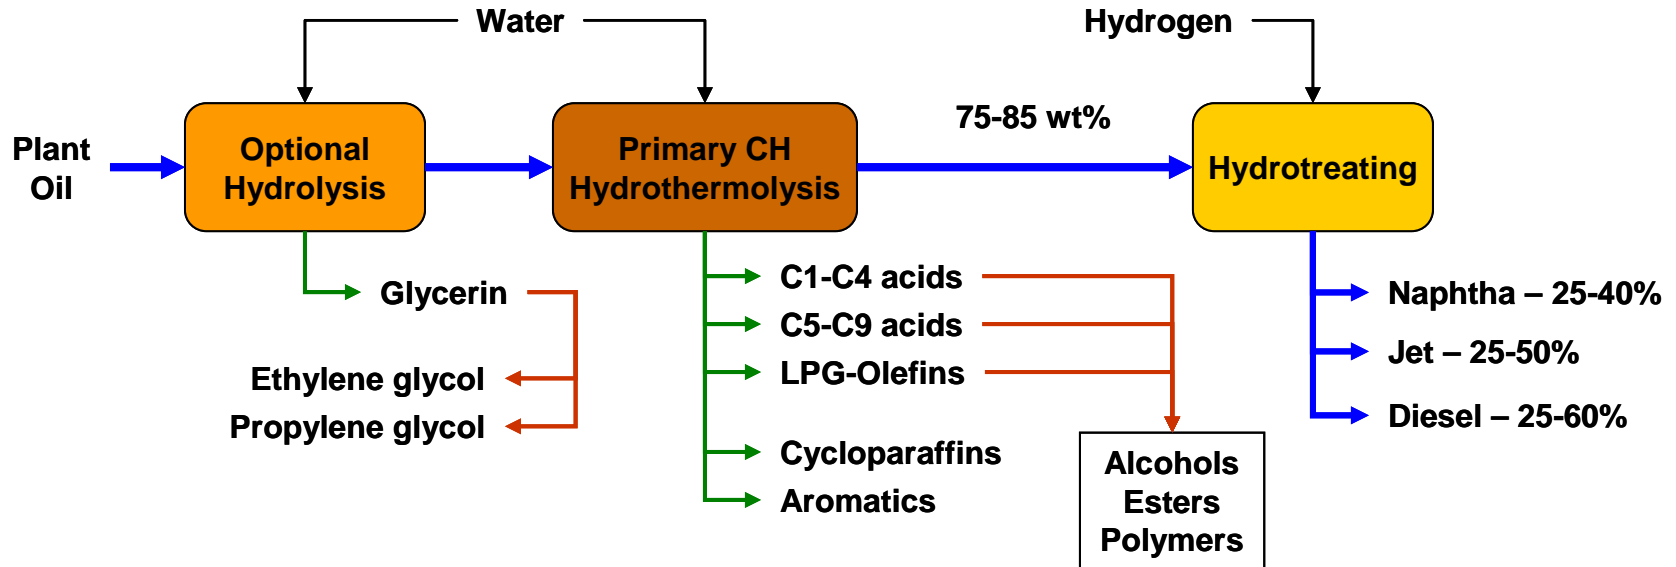 Water
Hydrogen
Plant
Oil
Optional
Hydrolysis
Primary CH
Hydrothermolysis
75-85 wt%
Hydrotreating
Glycerin
Ethylene glycol
Propylene glycol
C1-C4 acids
C5-C9 acids
LPG-Olefins
Cycloparaffins
Aromatics
Alcohols
Esters
Polymers
Naphtha – 25-40%
Jet – 25-50%
Diesel – 25-60%